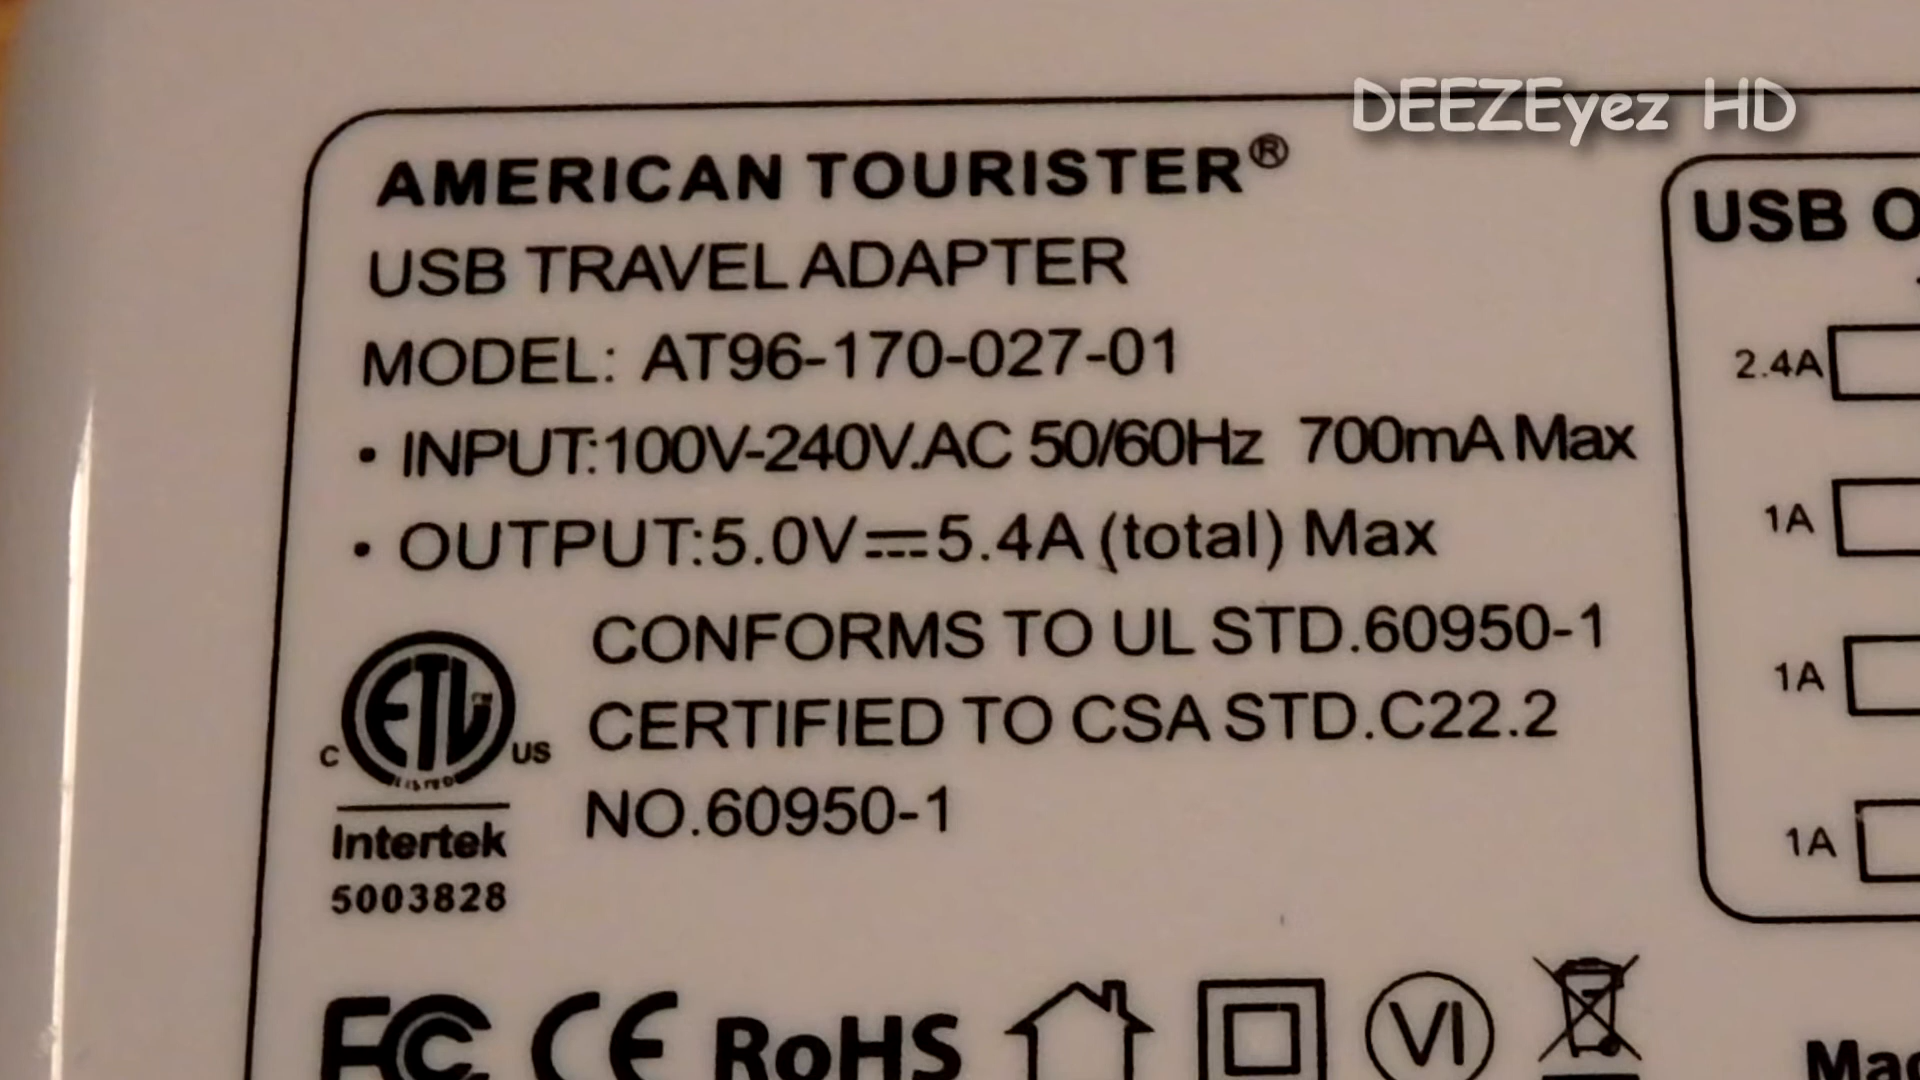 DEEZEyez HD
AMERICAN TOURISTER®
USB TRAVEL ADAPTER
MODEL: AT96-170-027-01
• INPUT:100V-240V.AC 50/60Hz 700mA Max
• OUTPUT:5.0V⎓5.4A (total) Max
CONFORMS TO UL STD.60950-1
CERTIFIED TO CSA STD.C22.2
NO.60950-1
C ETL US
LISTED
Intertek
5003828
USB
2.4A
1A
1A
1A
FC CE RoHS VI